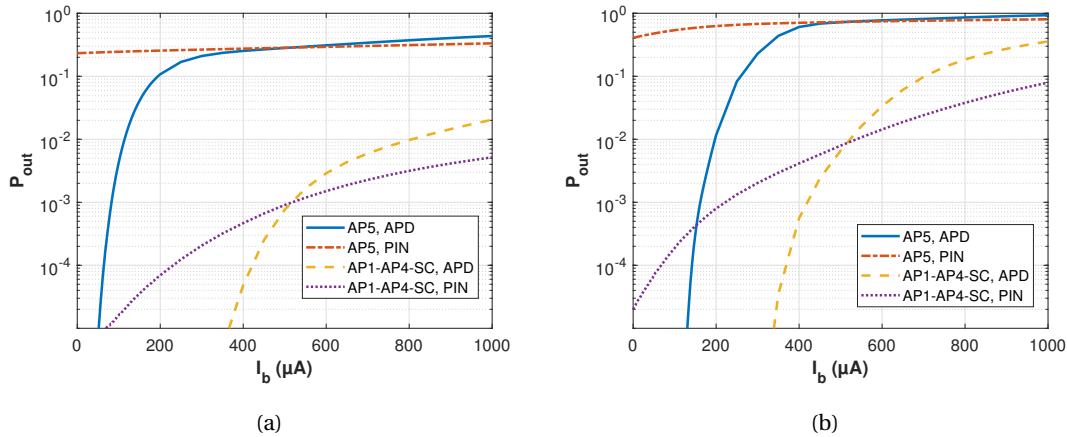 10^0
10^-1
10^-2
10^-3
10^-4
P_out
0 200 400 600 800 1000
I_b (µA)
AP5, APD
AP5, PIN
AP1-AP4-SC, APD
AP1-AP4-SC, PIN
(a)
10^0
10^-1
10^-2
10^-3
10^-4
P_out
0 200 400 600 800 1000
I_b (µA)
AP5, APD
AP5, PIN
AP1-AP4-SC, APD
AP1-AP4-SC, PIN
(b)